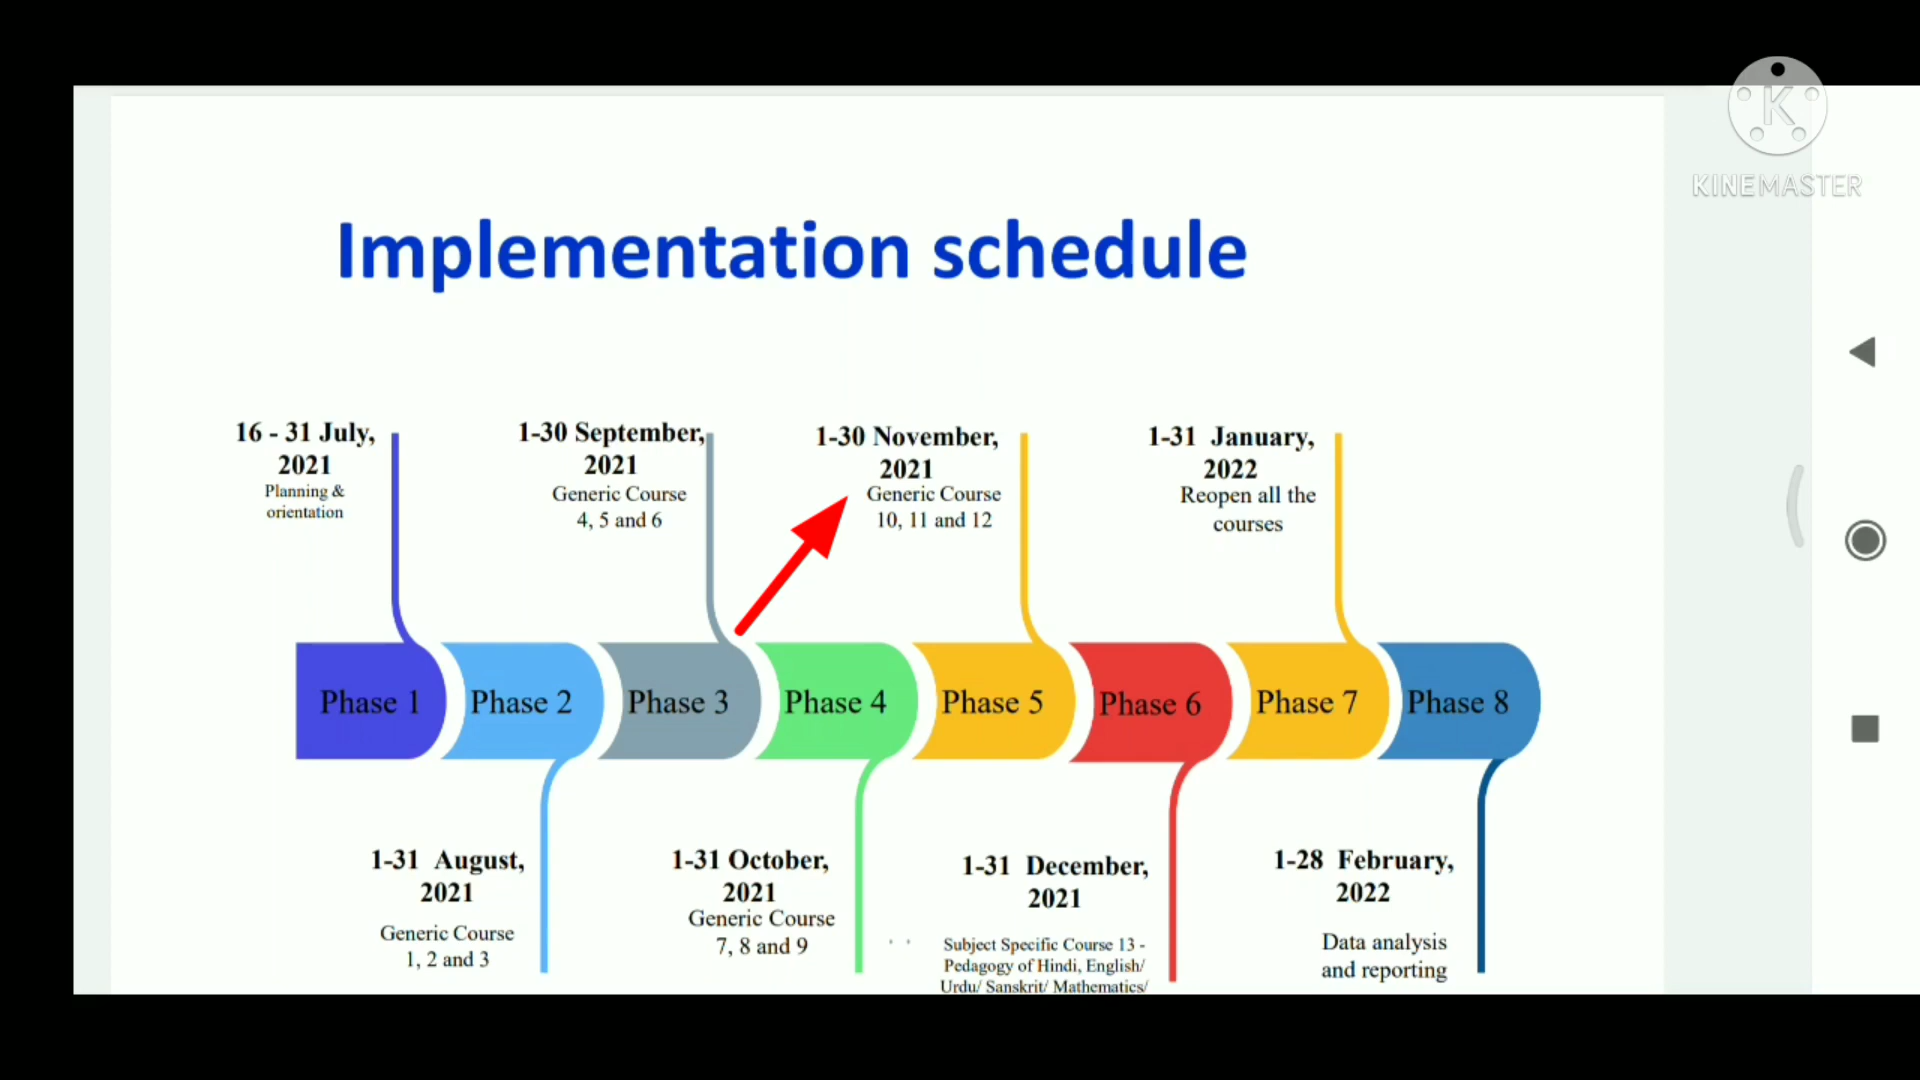 KINEMASTER
Implementation schedule
16 - 31 July,
2021
Planning &
orientation
1-30 September,
2021
Generic Course
4, 5 and 6
1-30 November,
2021
Generic Course
10, 11 and 12
1-31 January,
2022
Reopen all the
courses
Phase 1
Phase 2
Phase 3
Phase 4
Phase 5
Phase 6
Phase 7
Phase 8
1-31 August,
2021
Generic Course
1, 2 and 3
1-31 October,
2021
Generic Course
7, 8 and 9
1-31 December,
2021
Subject Specific Course 13 -
Pedagogy of Hindi, English/
Urdu/ Sanskrit/ Mathematics/
1-28 February,
2022
Data analysis
and reporting